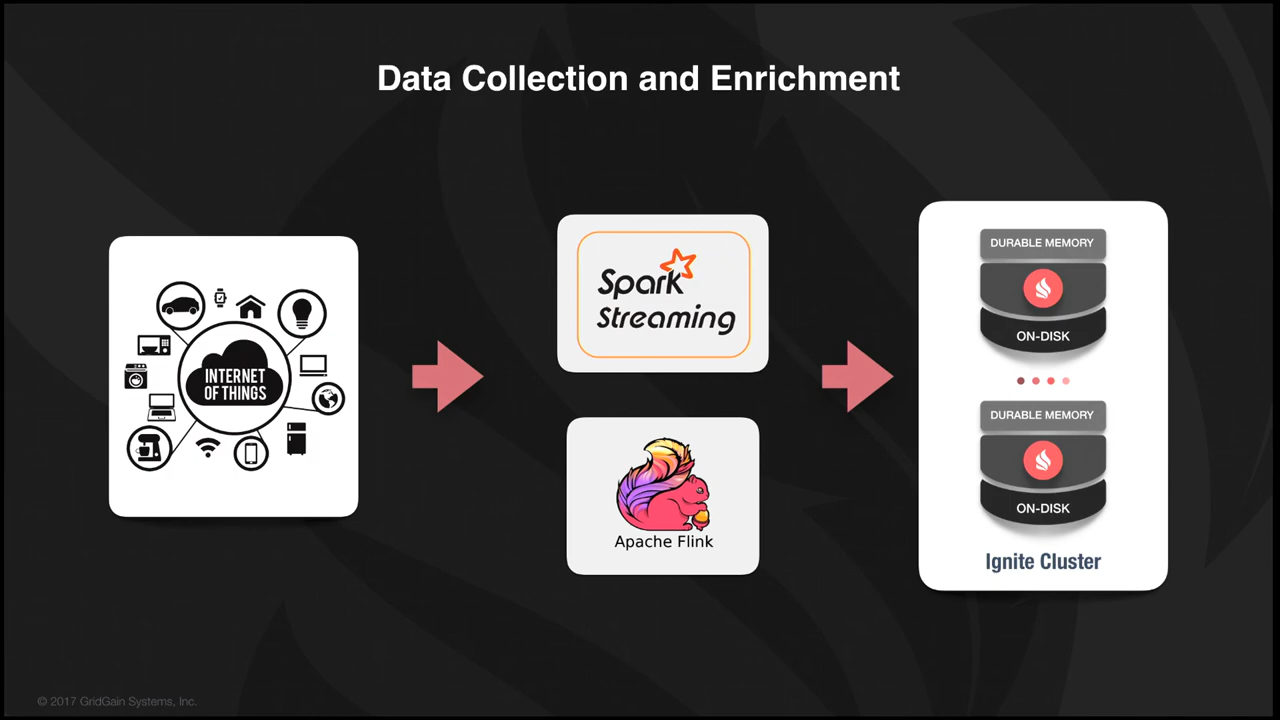 Data Collection and Enrichment
INTERNET
OF THINGS
Spark
Streaming
Apache Flink
DURABLE MEMORY
ON-DISK
DURABLE MEMORY
ON-DISK
Ignite Cluster
© 2017 GridGain Systems, Inc.